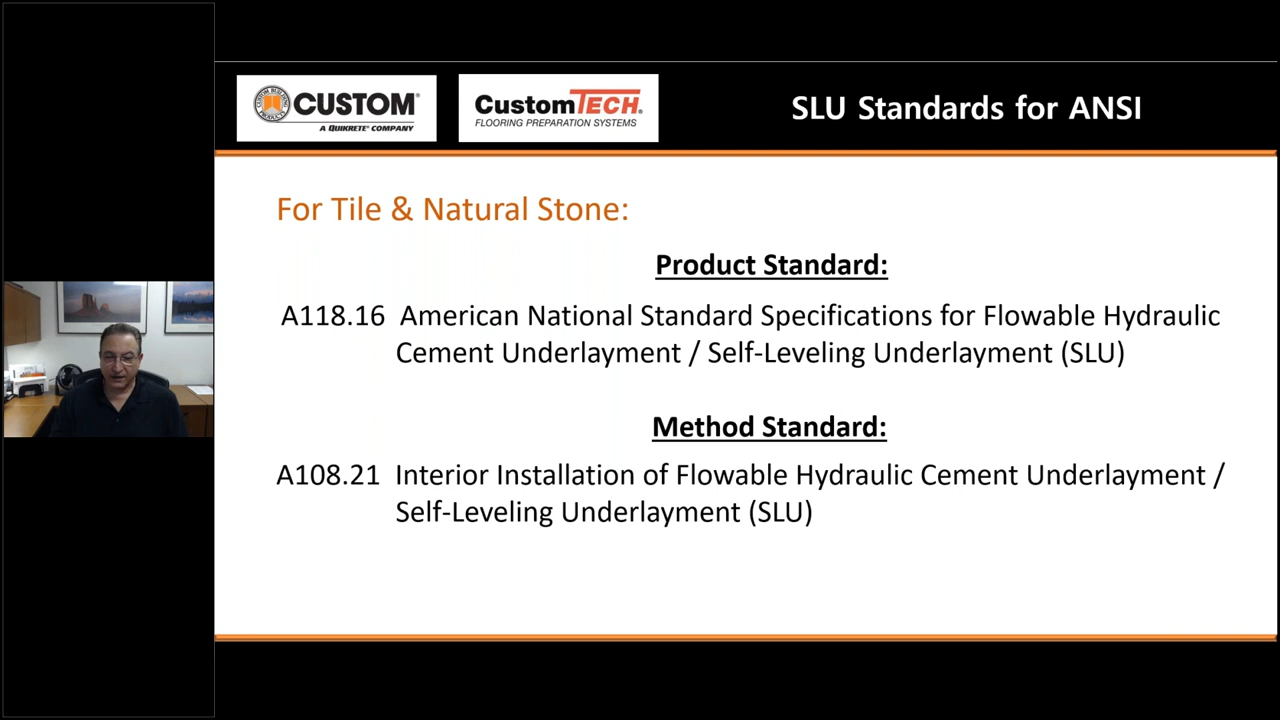 CUSTOM®
A QUIKRETE® COMPANY
CustomTECH®
FLOORING PREPARATION SYSTEMS
SLU Standards for ANSI
For Tile & Natural Stone:
Product Standard:
A118.16 American National Standard Specifications for Flowable Hydraulic
Cement Underlayment / Self-Leveling Underlayment (SLU)
Method Standard:
A108.21 Interior Installation of Flowable Hydraulic Cement Underlayment /
Self-Leveling Underlayment (SLU)